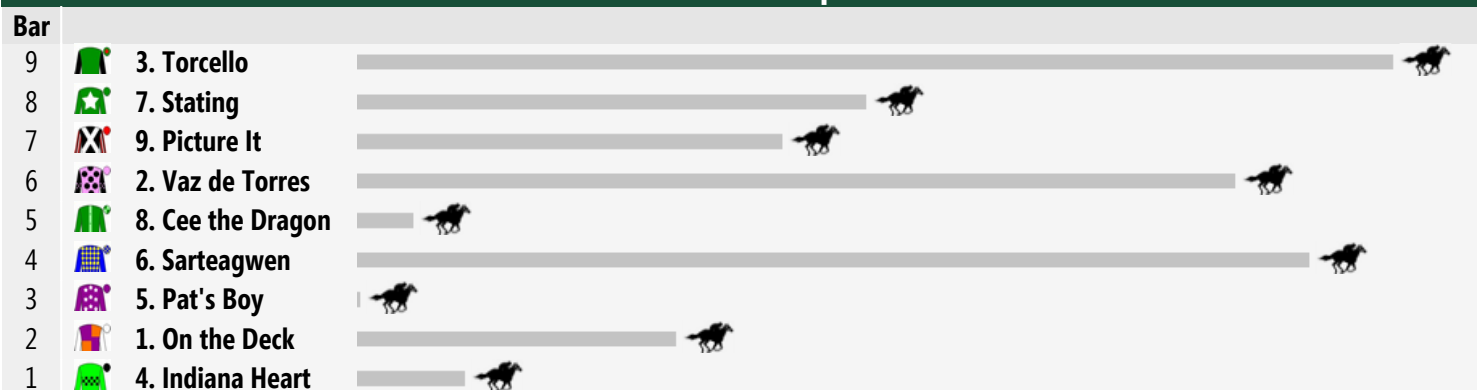 Bar
9 3. Torcello
8 7. Stating
7 9. Picture It
6 2. Vaz de Torres
5 8. Cee the Dragon
4 6. Sarteagwen
3 5. Pat's Boy
2 1. On the Deck
1 4. Indiana Heart